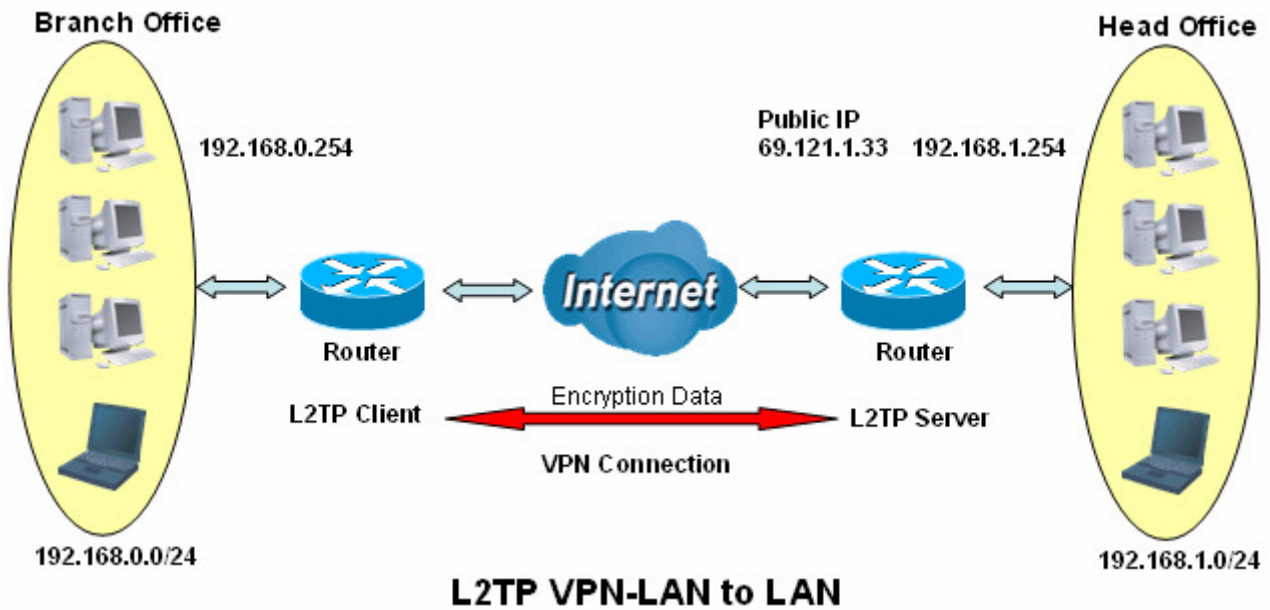 Branch Office
Head Office
192.168.0.254
Public IP
69.121.1.33 192.168.1.254
Internet
Router
Router
Encryption Data
L2TP Client
L2TP Server
VPN Connection
192.168.0.0/24
192.168.1.0/24
L2TP VPN-LAN to LAN